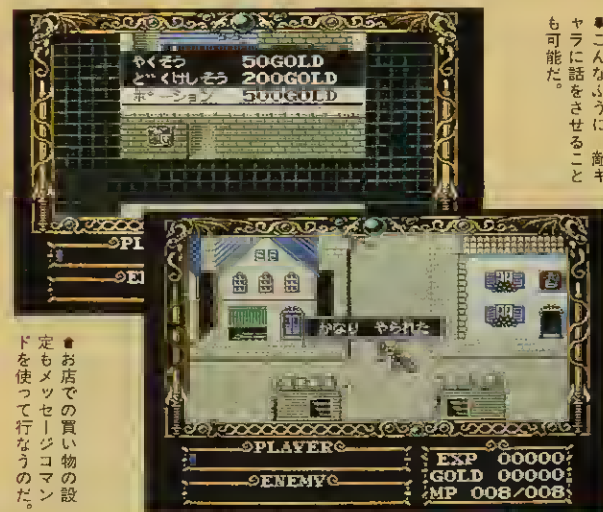 こんなふうに 敵キ
ャラに話をさせること
も可能だ。
やくそう 50GOLD
どくけしそう 200GOLD
ポーション 500GOLD
PL
かなり やられた
PLAYER
ENEMY
EXP 00000
GOLD 00000
MP 008/008
お店での買い物の設
定もメッセージコマン
ドを使って行なうのだ。